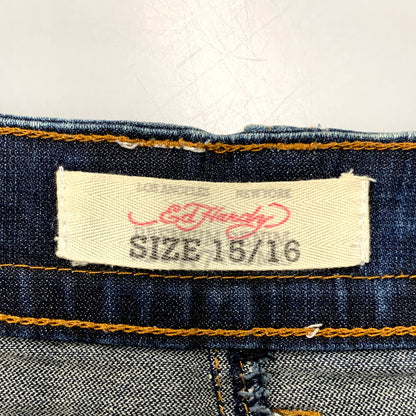 LOS ANGELES NEW YORK
Ed Hardy
SIZE 15/16